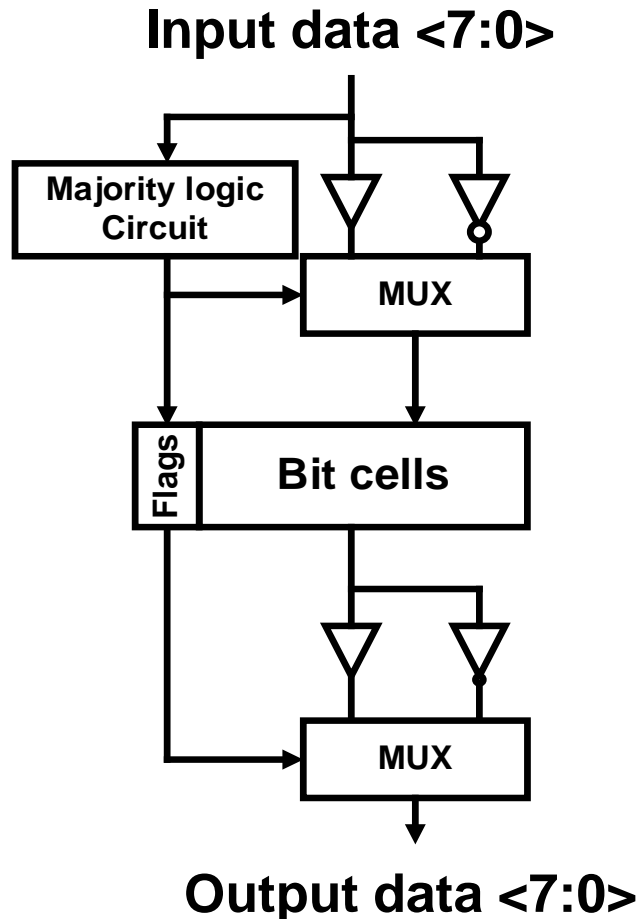 Input data <7:0>
Majority logic
Circuit
MUX
Flags
Bit cells
MUX
Output data <7:0>